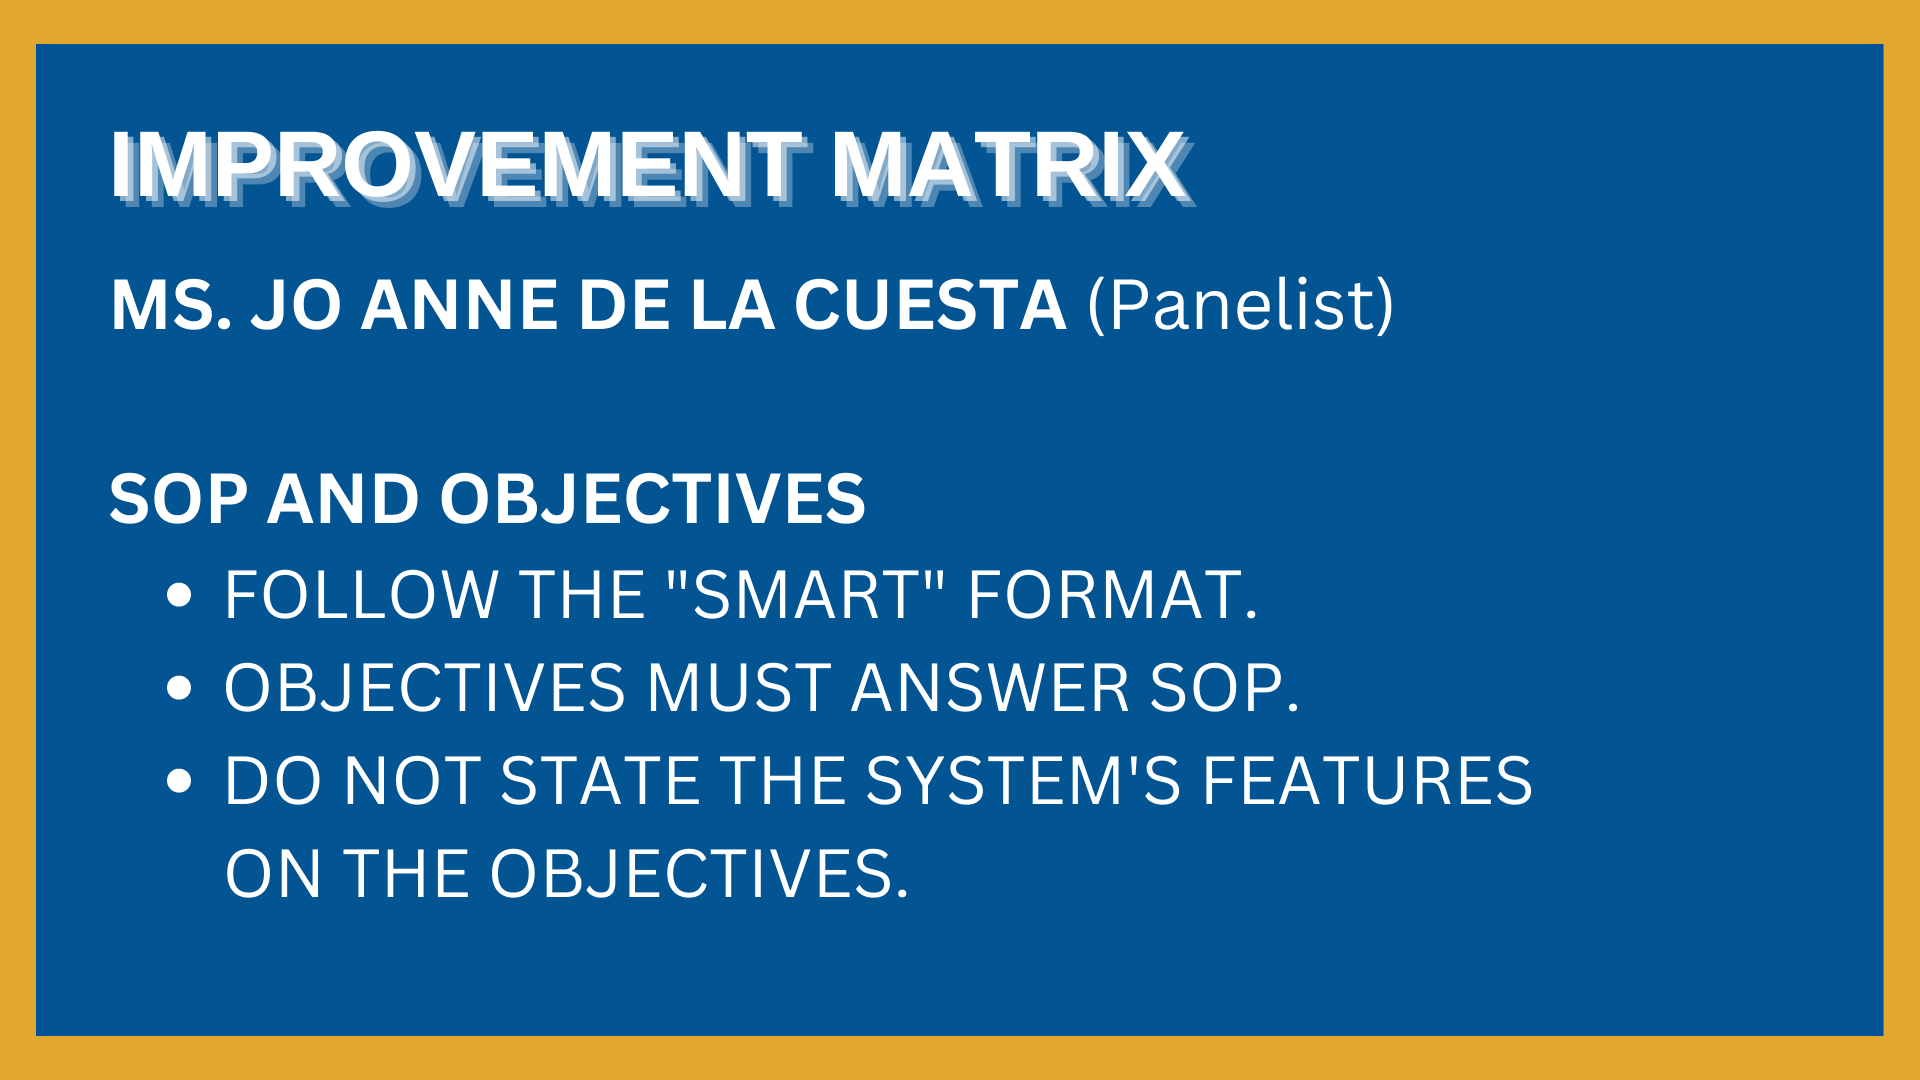 IMPROVEMENT MATRIX
MS. JO ANNE DE LA CUESTA (Panelist)
SOP AND OBJECTIVES
• FOLLOW THE "SMART" FORMAT.
• OBJECTIVES MUST ANSWER SOP.
• DO NOT STATE THE SYSTEM'S FEATURES
ON THE OBJECTIVES.